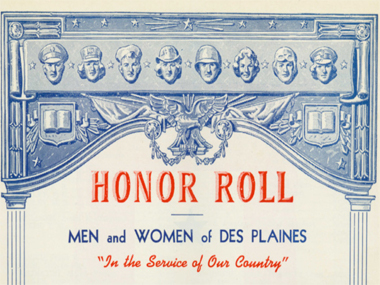 HONOR ROLL
MEN and WOMEN of DES PLAINES
"In the Service of Our Country"